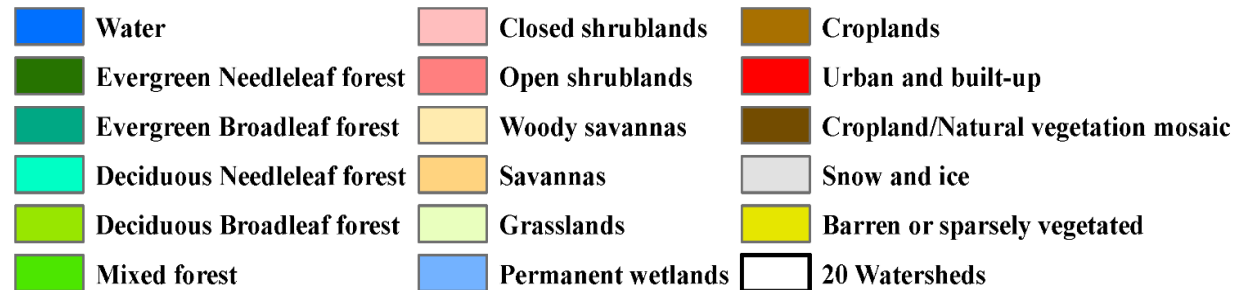 Water
Evergreen Needleleaf forest
Evergreen Broadleaf forest
Deciduous Needleleaf forest
Deciduous Broadleaf forest
Mixed forest
Closed shrublands
Open shrublands
Woody savannas
Savannas
Grasslands
Permanent wetlands
Croplands
Urban and built-up
Cropland/Natural vegetation mosaic
Snow and ice
Barren or sparsely vegetated
20 Watersheds